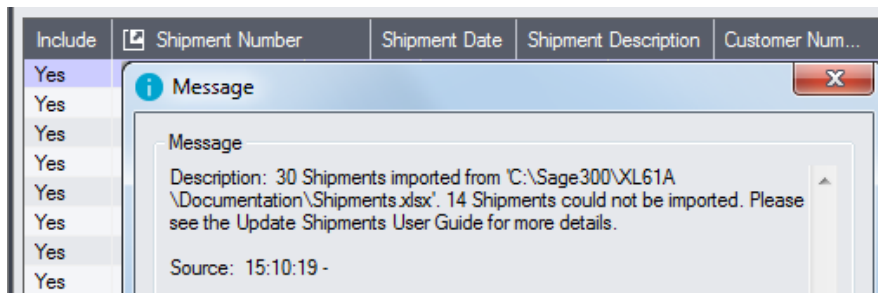 Include Shipment Number Shipment Date Shipment Description Customer Num...
Yes
Message
Yes
Yes
Message
Yes
Description: 30 Shipments imported from 'C:\Sage300\XL61A
Yes
\Documentation\Shipments.xlsx'. 14 Shipments could not be imported. Please
Yes
see the Update Shipments User Guide for more details.
Yes
Source: 15:10:19 -
Yes